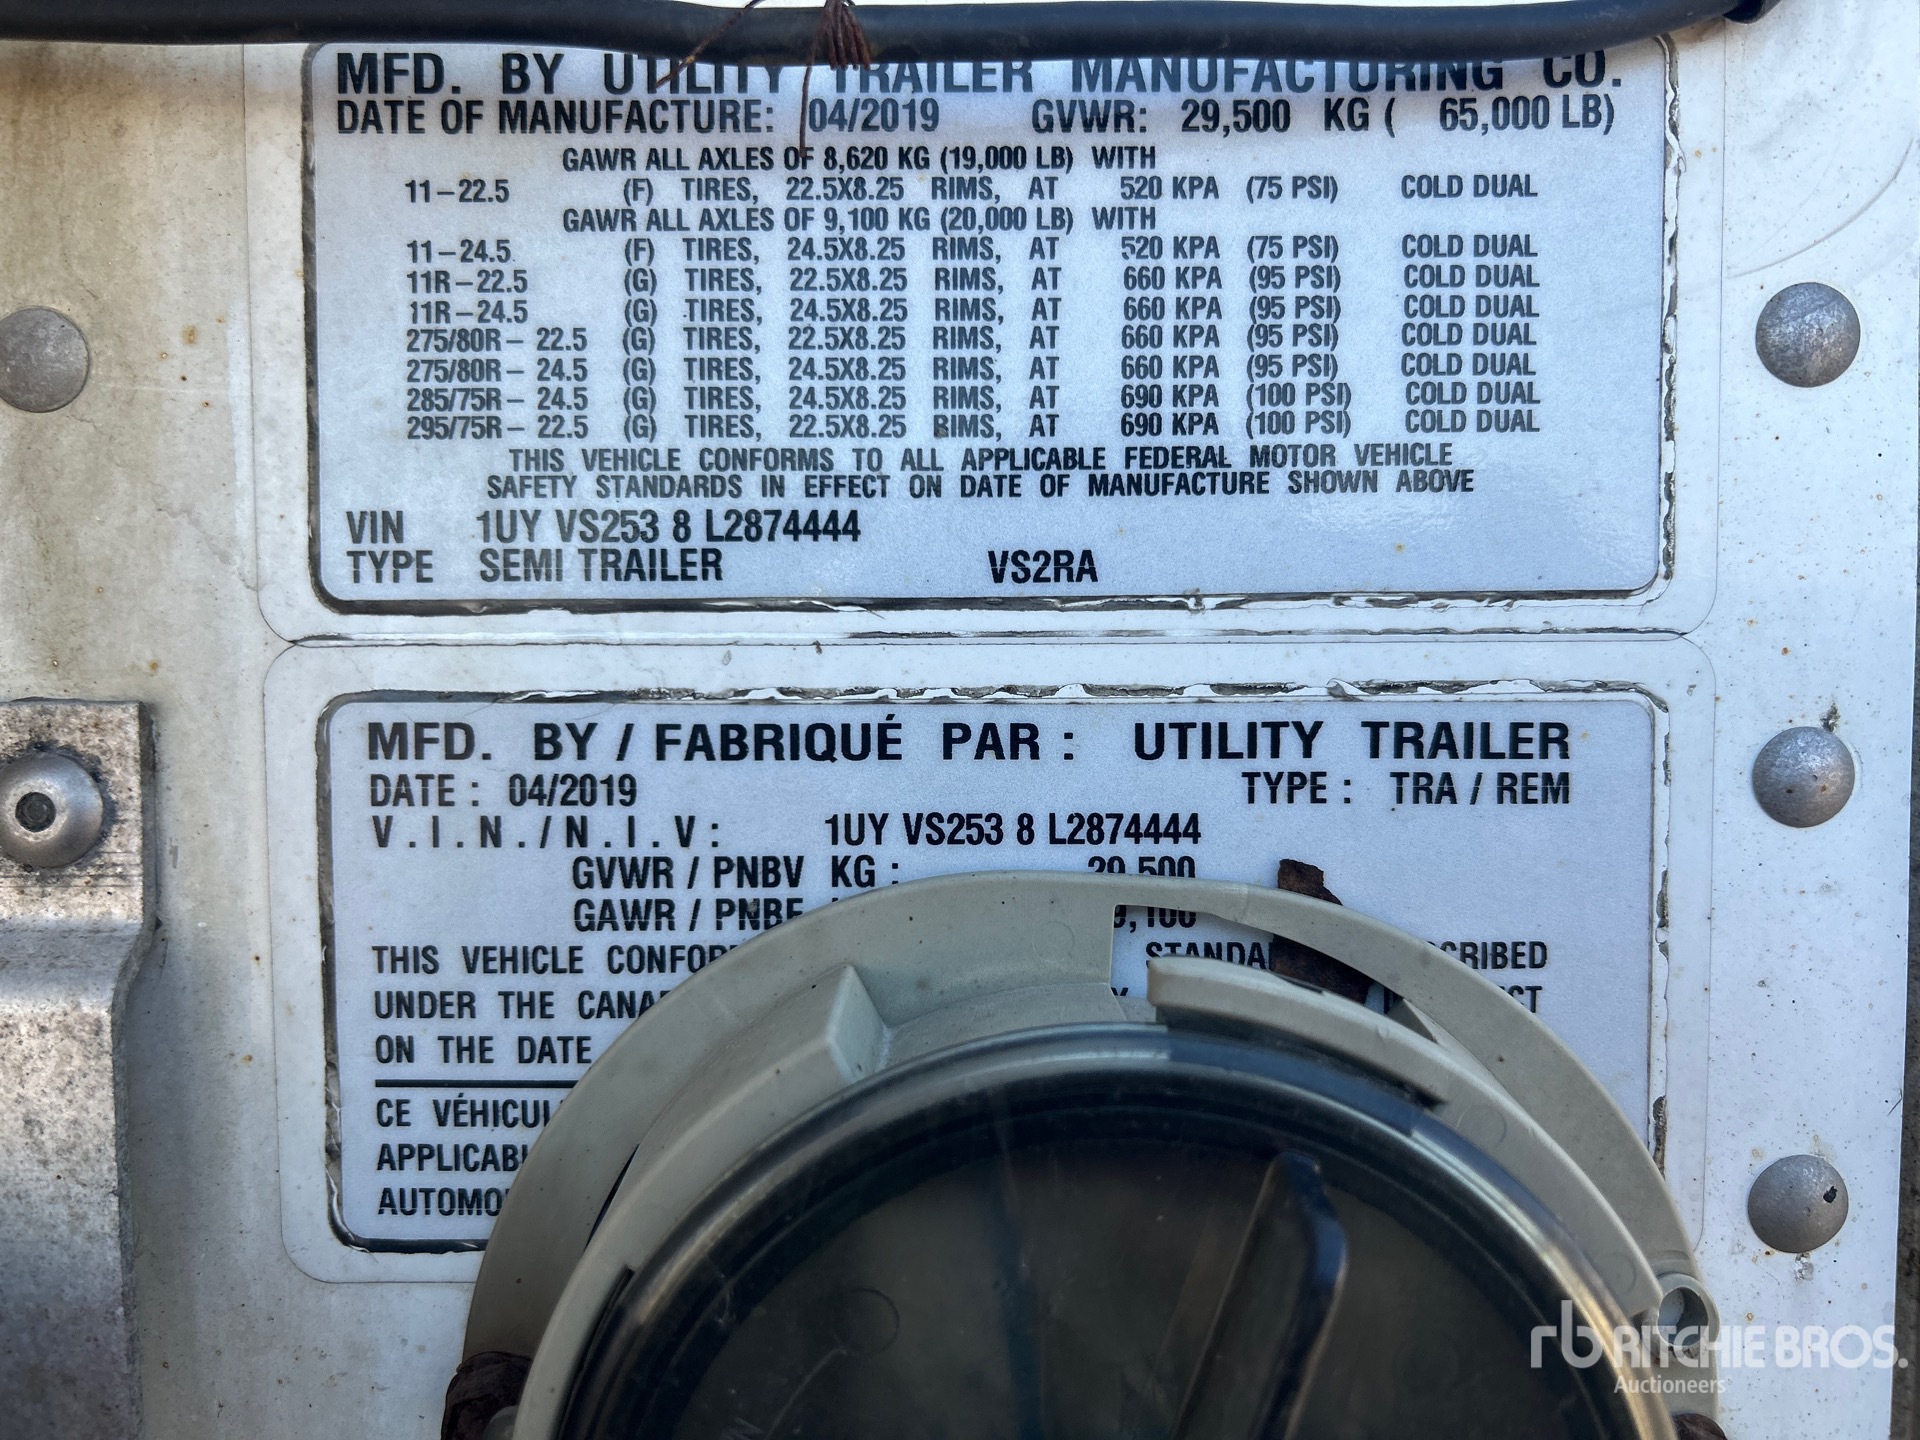 MFD. BY UTILITY TRAILER MANUFACTURING CO.
DATE OF MANUFACTURE: 04/2019 GVWR: 29,500 KG ( 65,000 LB)
GAWR ALL AXLES OF 8,620 KG (19,000 LB) WITH
11-22.5 (F) TIRES, 22.5X8.25 RIMS, AT 520 KPA (75 PSI) COLD DUAL
GAWR ALL AXLES OF 9,100 KG (20,000 LB) WITH
11-24.5 (F) TIRES, 24.5X8.25 RIMS, AT 520 KPA (75 PSI) COLD DUAL
11R-22.5 (G) TIRES, 22.5X8.25 RIMS, AT 660 KPA (95 PSI) COLD DUAL
11R-24.5 (G) TIRES, 24.5X8.25 RIMS, AT 660 KPA (95 PSI) COLD DUAL
275/80R- 22.5 (G) TIRES, 22.5X8.25 RIMS, AT 660 KPA (95 PSI) COLD DUAL
275/80R- 24.5 (G) TIRES, 24.5X8.25 RIMS, AT 660 KPA (95 PSI) COLD DUAL
285/75R- 24.5 (G) TIRES, 24.5X8.25 RIMS, AT 690 KPA (100 PSI) COLD DUAL
295/75R- 22.5 (G) TIRES, 22.5X8.25 RIMS, AT 690 KPA (100 PSI) COLD DUAL
THIS VEHICLE CONFORMS TO ALL APPLICABLE FEDERAL MOTOR VEHICLE
SAFETY STANDARDS IN EFFECT ON DATE OF MANUFACTURE SHOWN ABOVE
VIN 1UY VS253 8 L2874444
TYPE SEMI TRAILER VS2RA
MFD. BY / FABRIQUÉ PAR : UTILITY TRAILER
DATE : 04/2019 TYPE : TRA / REM
V.I.N./N.I.V: 1UY VS253 8 L2874444
GVWR / PNBV KG : 29,500
GAWR / PNBE
THIS VEHICLE
UNDER THE
ON THE DATE
CE
rb RITCHIE BROS.
Auctioneers